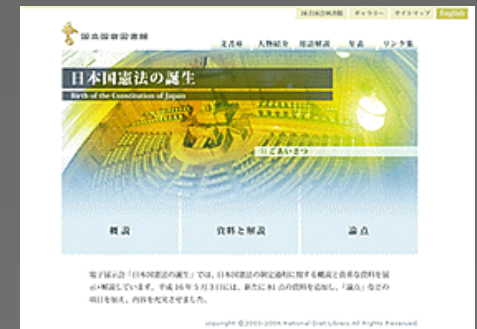 国立国会図書館 ギャラリー サイトマップ English
国立国会図書館
文書庫 人物紹介 用語解説 年表 リンク集
日本国憲法の誕生
Birth of the Constitution of Japan
ごあいさつ
概説 資料と解説 論点
電子展示会「日本国憲法の誕生」では、日本国憲法の制定過程に関する概説と貴重な資料を展
示・解説しています。平成16年5月3日には、新たに81点の資料を追加し、「論点」などの
項目を加え、内容を充実させました。
copyright ©2003-2004 National Diet Library All Rights Reserved.